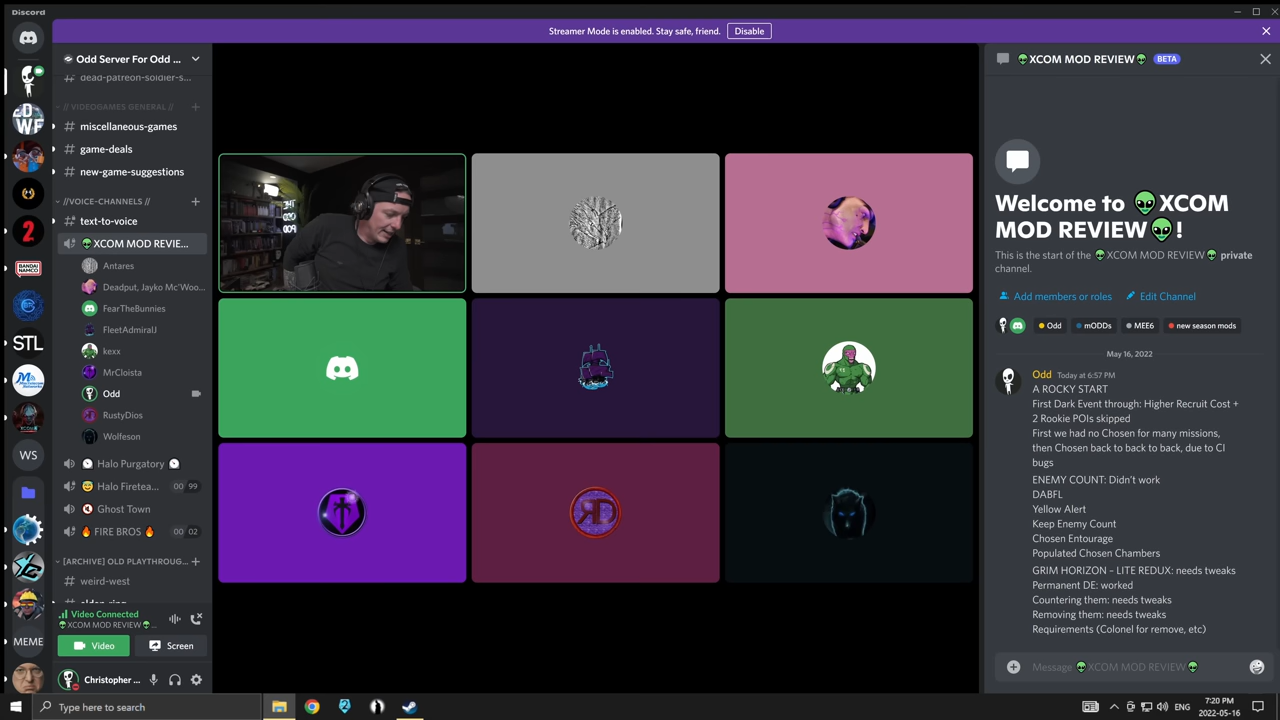 Discord
Streamer Mode is enabled. Stay safe, friend.
Disable
Odd Server For Odd ...
dead-patreon-soldier-s...
// VIDEOGAMES GENERAL //
miscellaneous-games
game-deals
new-game-suggestions
//VOICE-CHANNELS //
text-to-voice
👽XCOM MOD REVIE...
Antares
Deadput, Jayko Mc'Woo...
FearTheBunnies
FleetAdmiralJ
kexx
MrCloista
Odd
RustyDios
Wolfeson
Halo Purgatory
Halo Firetea...
00 99
Ghost Town
🔥 FIRE BROS 🔥
00 02
[ARCHIVE] OLD PLAYTHROUG...
weird-west
Video Connected
👽XCOM MOD REVIEW👽 ...
Video
Screen
Christopher ...
2
BANDAI
NAMCO
STL
WS
MEME
RD
👽XCOM MOD REVIEW👽
BETA
Welcome to 👽XCOM
MOD REVIEW👽!
This is the start of the 👽XCOM MOD REVIEW👽 private
channel.
Add members or roles
Edit Channel
Odd
mODDs
MEE6
new season mods
May 16, 2022
Odd Today at 6:57 PM
A ROCKY START
First Dark Event through: Higher Recruit Cost +
2 Rookie POIs skipped
First we had no Chosen for many missions,
then Chosen back to back to back, due to CI
bugs
ENEMY COUNT: Didn't work
DABFL
Yellow Alert
Keep Enemy Count
Chosen Entourage
Populated Chosen Chambers
GRIM HORIZON – LITE REDUX: needs tweaks
Permanent DE: worked
Countering them: needs tweaks
Removing them: needs tweaks
Requirements (Colonel for remove, etc)
Message 👽XCOM MOD REVIEW👽
Type here to search
ENG
7:20 PM
2022-05-16